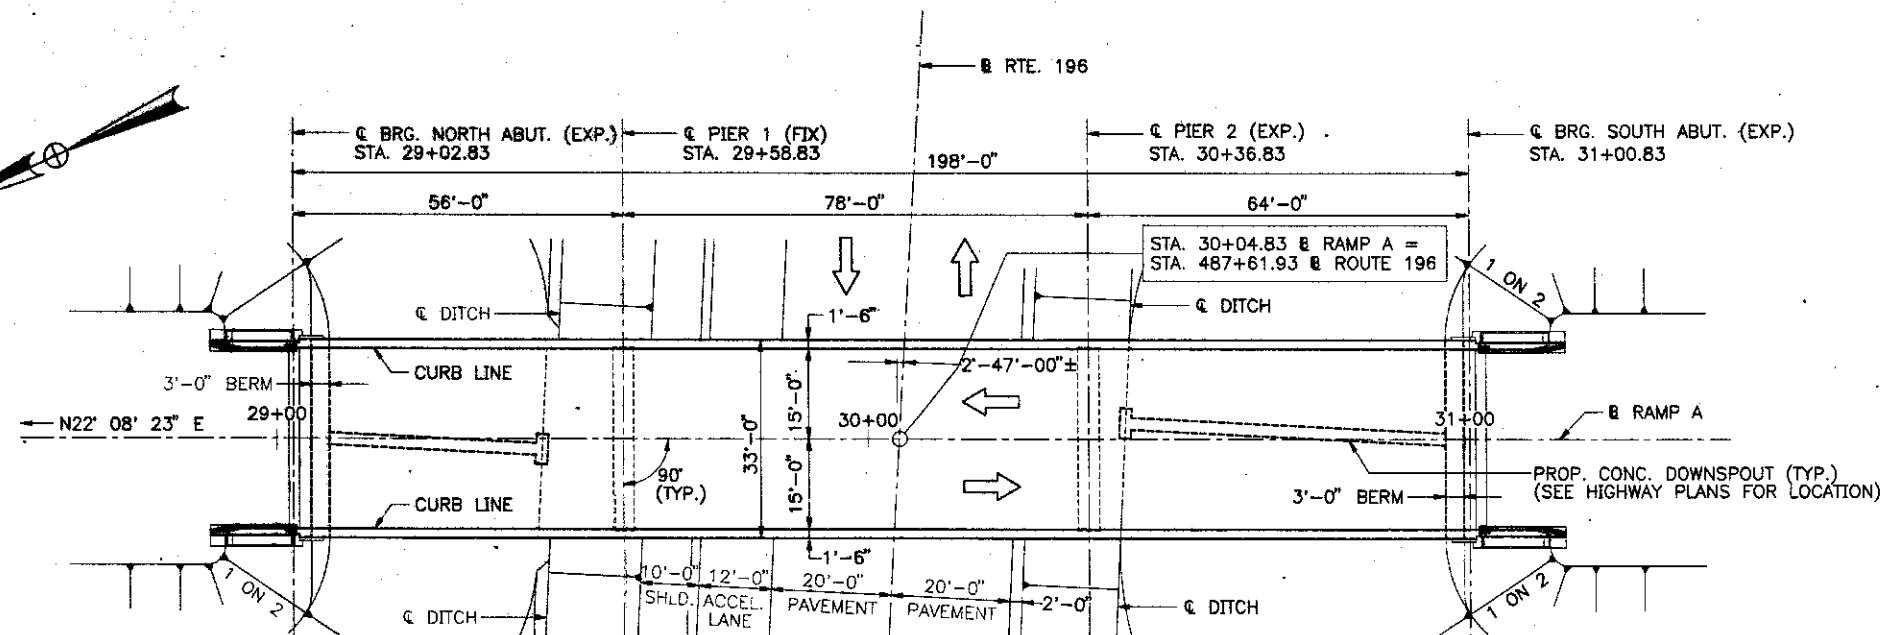 ℄ RTE. 196
℄ BRG. NORTH ABUT. (EXP.)
STA. 29+02.83
℄ PIER 1 (FIX)
STA. 29+58.83
℄ PIER 2 (EXP.)
STA. 30+36.83
℄ BRG. SOUTH ABUT. (EXP.)
STA. 31+00.83
198'-0"
56'-0"
78'-0"
64'-0"
STA. 30+04.83 ℄ RAMP A =
STA. 487+61.93 ℄ ROUTE 196
1 ON 2
℄ DITCH
℄ DITCH
1'-6"
2'-47'-00"±
CURB LINE
3'-0" BERM
15'-0"
N22' 08' 23" E
29+00
30+00
31+00
℄ RAMP A
33'-0"
90°
(TYP.)
15'-0"
PROP. CONC. DOWNSPOUT (TYP.)
(SEE HIGHWAY PLANS FOR LOCATION)
3'-0" BERM
CURB LINE
1'-6"
10'-0"
SHLD.
12'-0"
ACCEL.
LANE
20'-0"
PAVEMENT
20'-0"
PAVEMENT
2'-0"
1 ON 2
℄ DITCH
℄ DITCH
1 ON 2